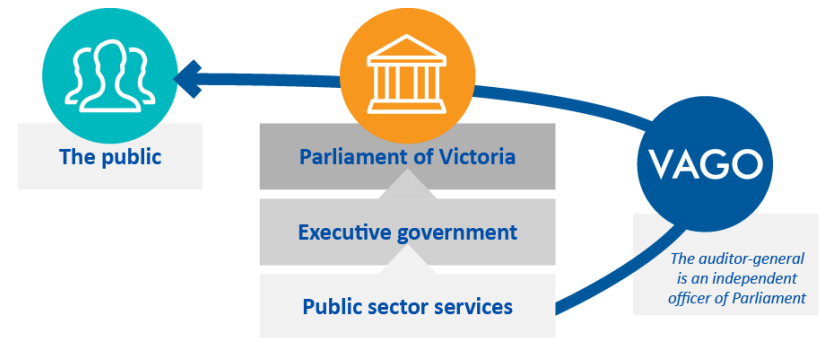 The public
Parliament of Victoria
Executive government
Public sector services
VAGO
The auditor-general
is an independent
officer of Parliament